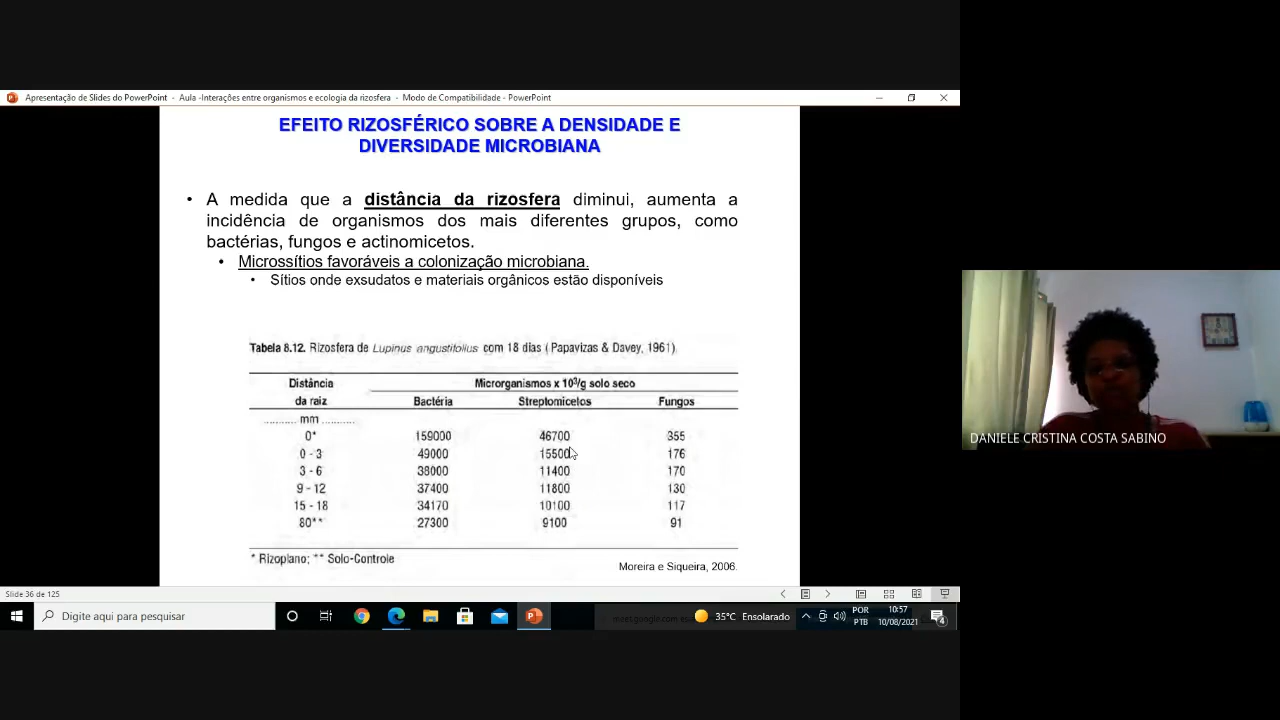 Apresentação de Slides do PowerPoint - Aula -Interações entre organismos e ecologia da rizosfera - Modo de Compatibilidade - PowerPoint
EFEITO RIZOSFÉRICO SOBRE A DENSIDADE E
DIVERSIDADE MICROBIANA
• A medida que a distância da rizosfera diminui, aumenta a
incidência de organismos dos mais diferentes grupos, como
bactérias, fungos e actinomicetos.
• Microssítios favoráveis a colonização microbiana.
• Sítios onde exsudatos e materiais orgânicos estão disponíveis
Tabela 8.12. Rizosfera de Lupinus angustifolius com 18 dias (Papavizas & Davey, 1961).
Distância Microrganismos x 10³/g solo seco
da raiz Bactéria Streptomicetos Fungos
............ mm ............
0* 159000 46700 355
0 - 3 49000 15500 176
3 - 6 38000 11400 170
9 - 12 37400 11800 130
15 - 18 34170 10100 117
80** 27300 9100 91
* Rizoplano; ** Solo-Controle
Moreira e Siqueira, 2006.
DANIELE CRISTINA COSTA SABINO
Slide 36 de 125
Digite aqui para pesquisar
35°C Ensolarado
POR
PTB
10:57
10/08/2021
4